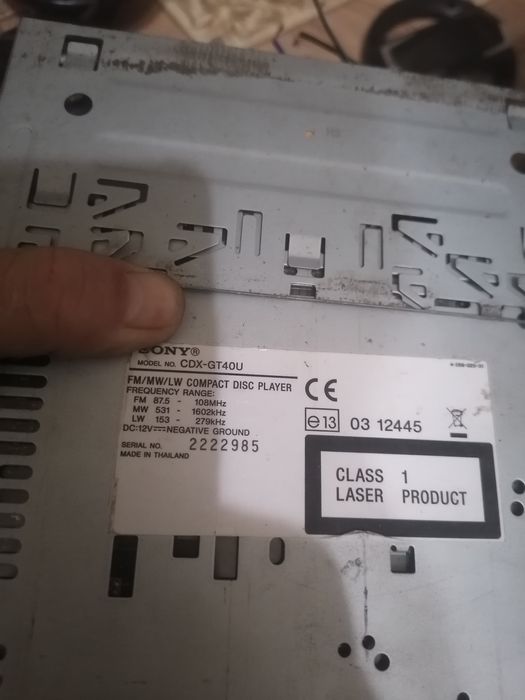 SONY®
MODEL NO. CDX-GT40U
FM/MW/LW COMPACT DISC PLAYER
FREQUENCY RANGE:
FM 87.5 - 108MHz
MW 531 - 1602kHz
LW 153 - 279kHz
DC:12V⎓NEGATIVE GROUND
SERIAL NO. 2222985
MADE IN THAILAND
CE
e13 03 12445
CLASS 1
LASER PRODUCT